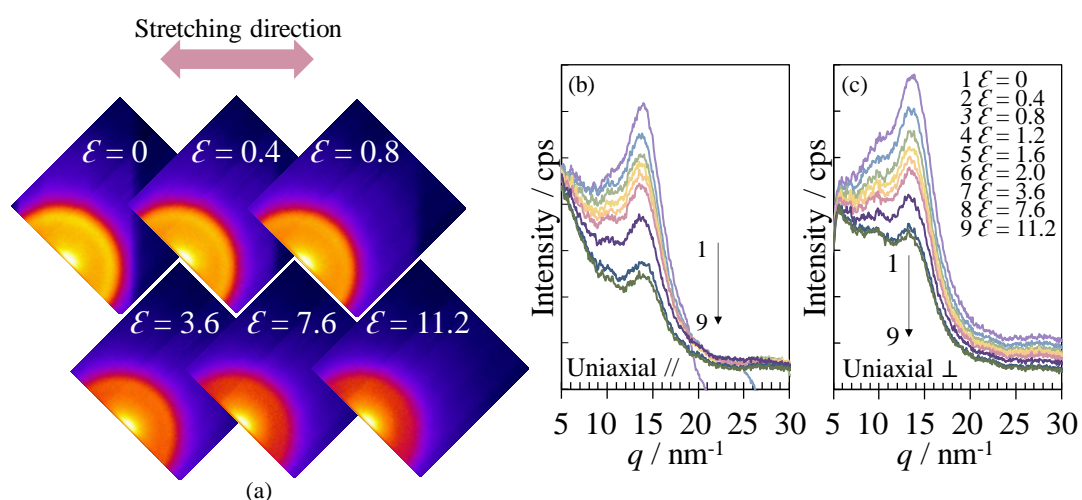 Stretching direction
ℰ = 0
ℰ = 0.4
ℰ = 0.8
ℰ = 3.6
ℰ = 7.6
ℰ = 11.2
(a)
(b)
Intensity / cps
1
9
Uniaxial //
5 10 15 20 25 30
q / nm-1
(c)
1 ℰ = 0
2 ℰ = 0.4
3 ℰ = 0.8
4 ℰ = 1.2
5 ℰ = 1.6
6 ℰ = 2.0
7 ℰ = 3.6
8 ℰ = 7.6
9 ℰ = 11.2
Intensity / cps
1
9
Uniaxial ⊥
5 10 15 20 25 30
q / nm-1